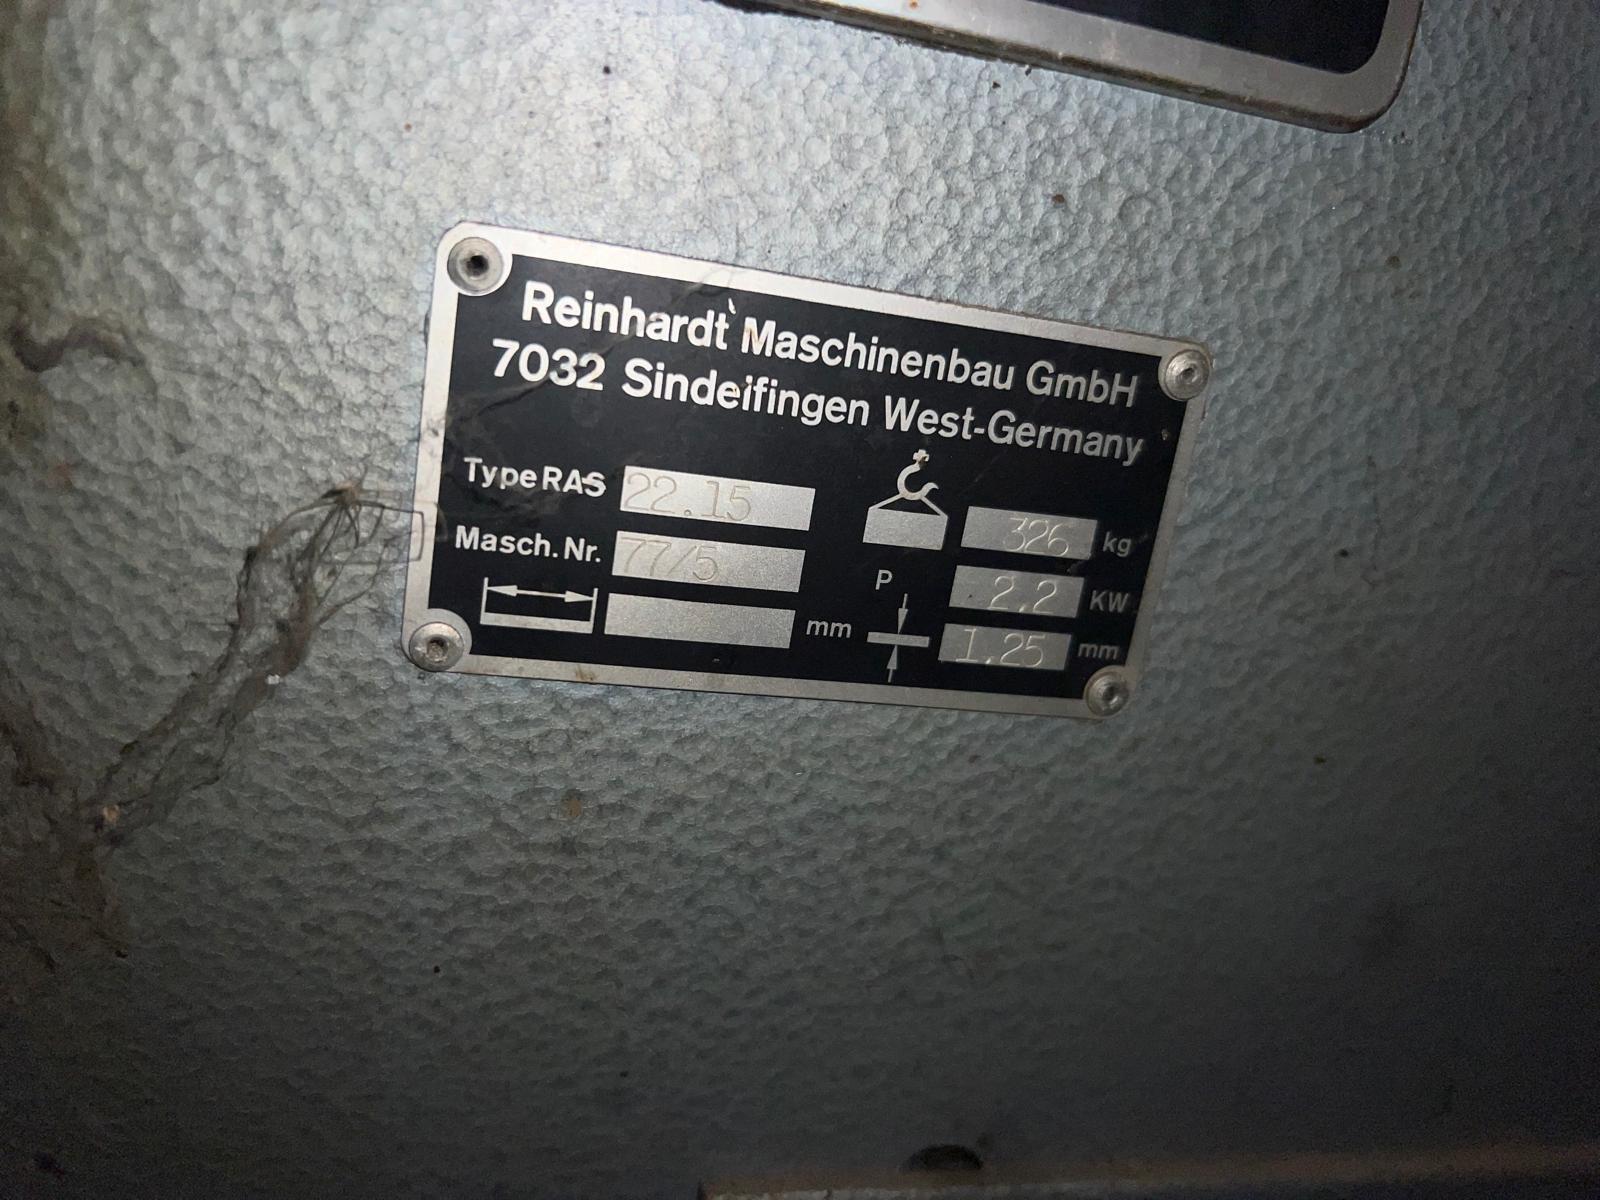 Reinhardt Maschinenbau GmbH
7032 Sindelfingen West-Germany
Type RAS 22.15
326 kg
Masch.Nr. 77/5
P 2,2 KW
mm
1.25 mm